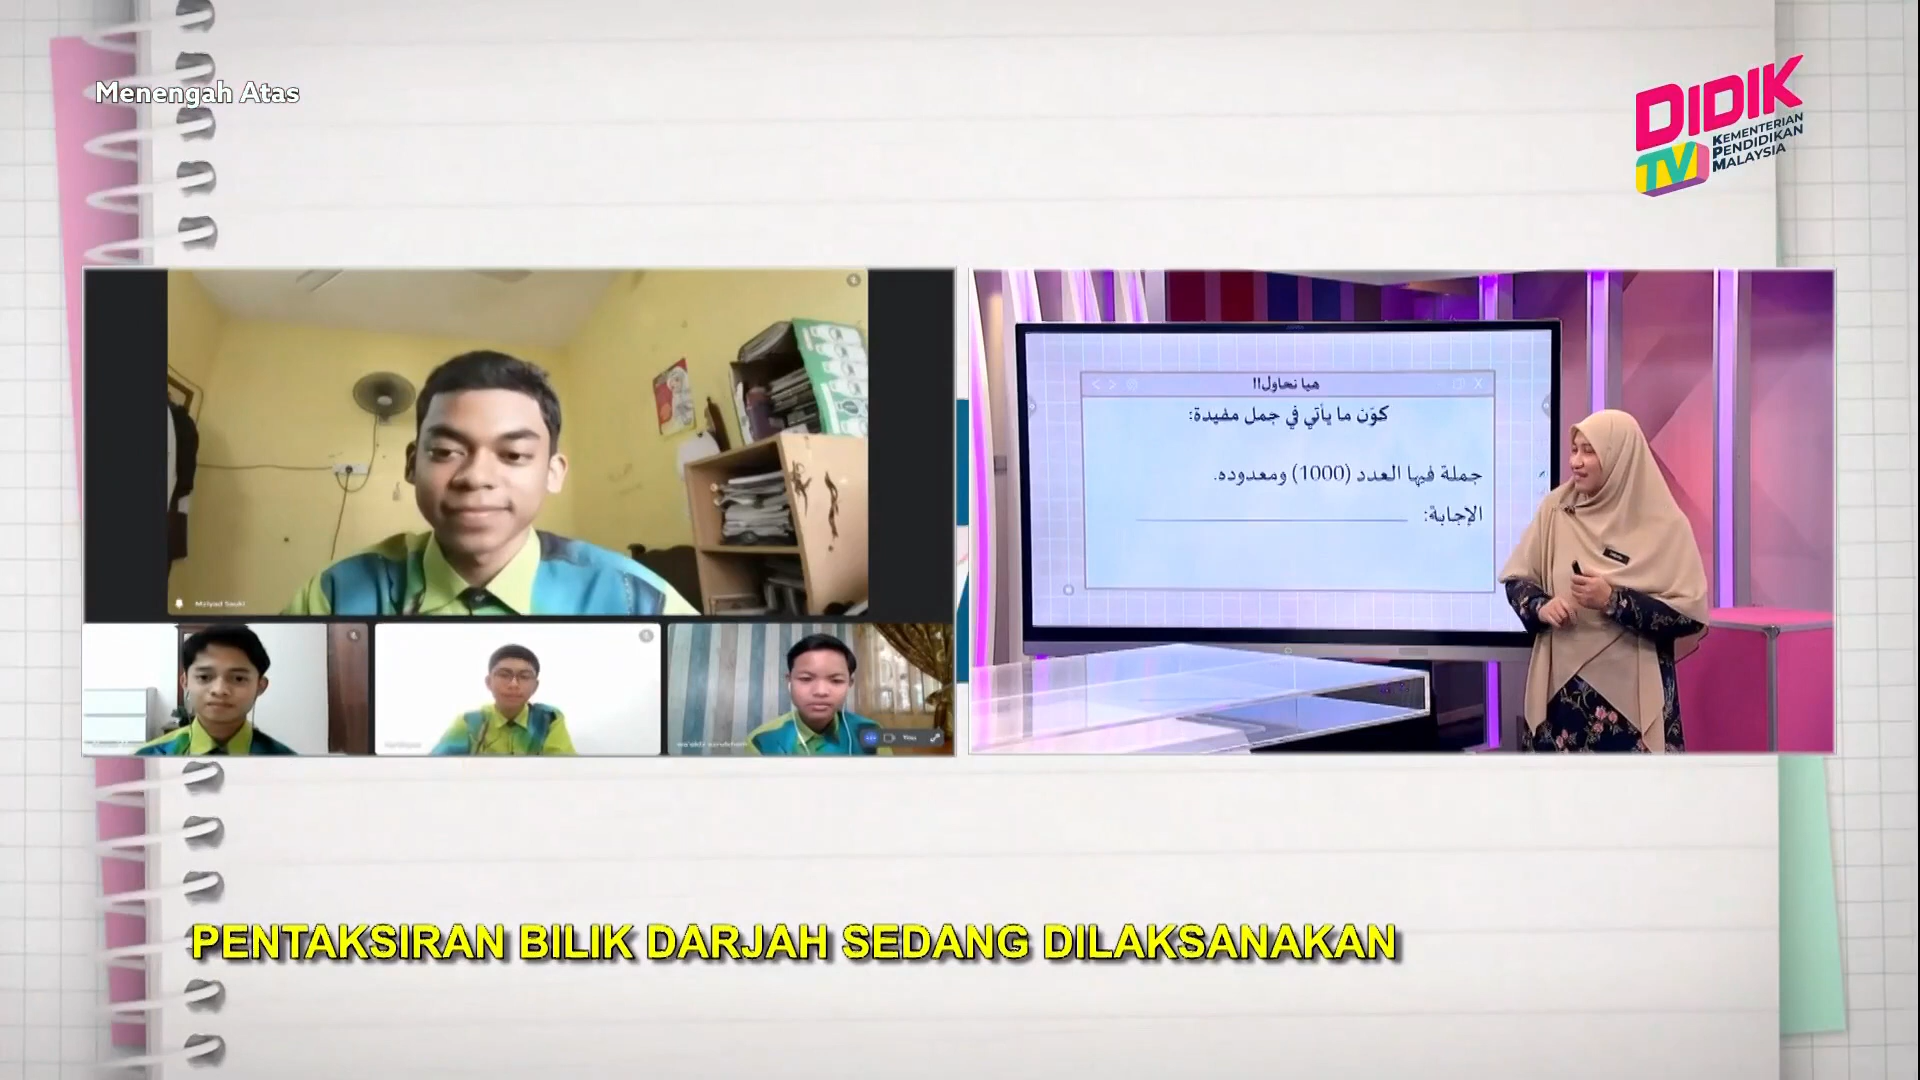 Menengah Atas
DIDIK
TV
KEMENTERIAN
PENDIDIKAN
MALAYSIA
هيا نحاول!!
كوّن ما يأتي في جمل مفيدة:
جملة فيها العدد (1000) ومعدوده.
الإجابة:
You
PENTAKSIRAN BILIK DARJAH SEDANG DILAKSANAKAN